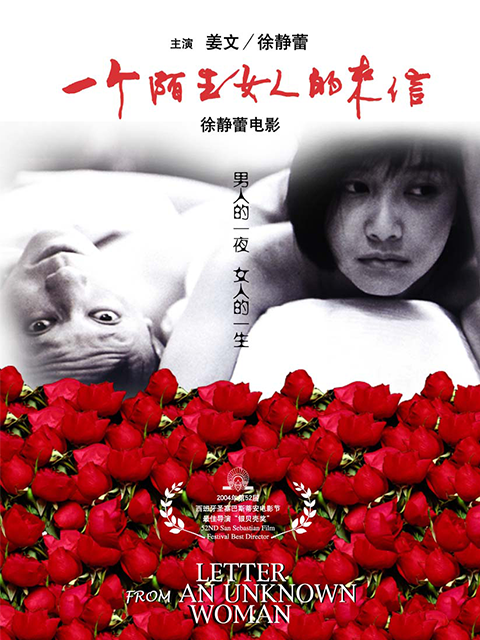 主演 姜文／徐静蕾
一个陌生女人的来信
徐静蕾电影
男人的一夜 女人的一生
2004年第52届
西班牙圣塞巴斯蒂安电影节
最佳导演"银贝壳奖"
52ND San Sebastian Film
Festival Best Director
LETTER
FROM AN UNKNOWN
WOMAN